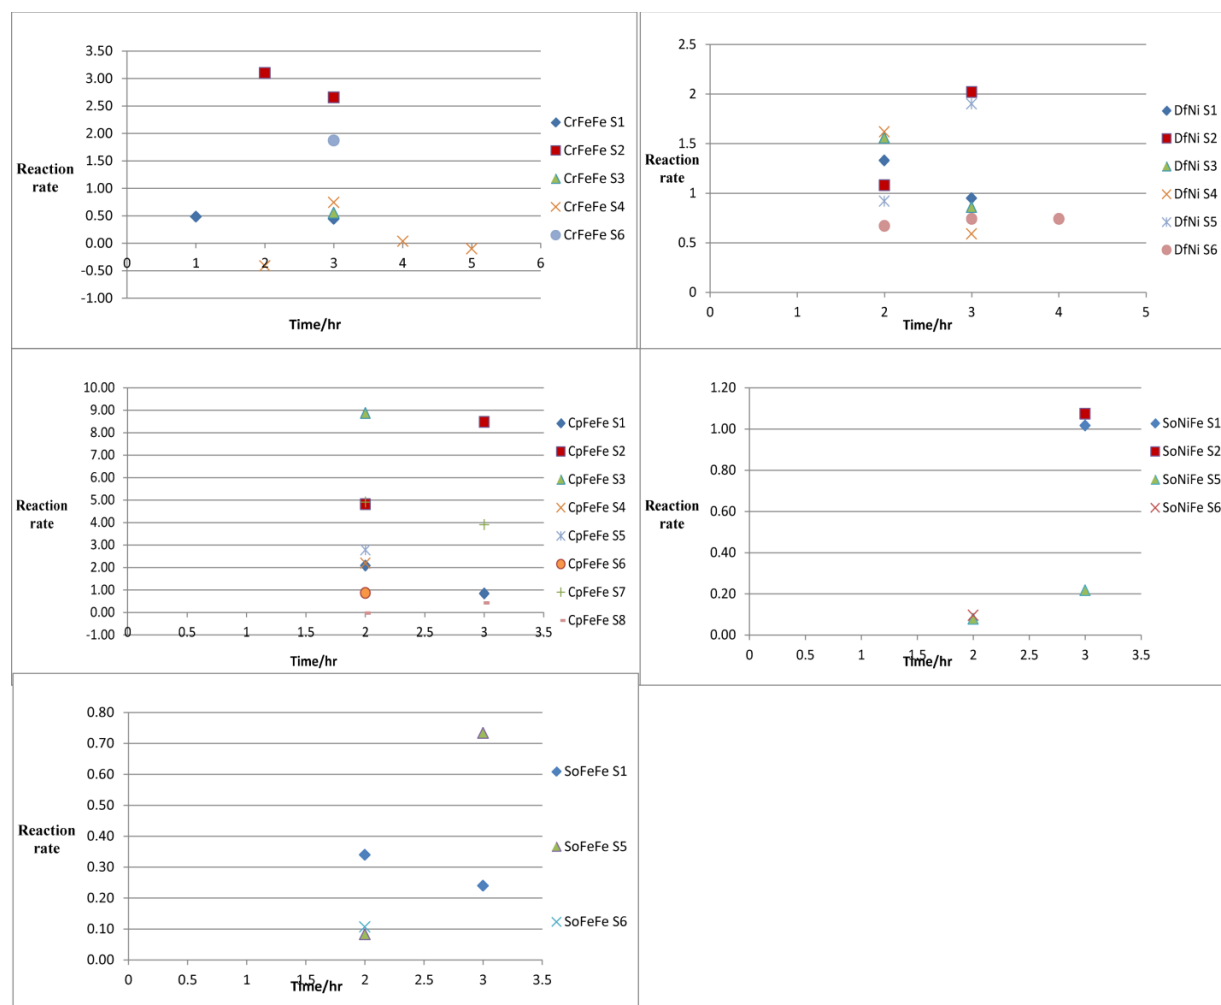 3.50
3.00
2.50
2.00
1.50
1.00
0.50
0.00
-0.50
-1.00
0 1 2 3 4 5 6
Reaction
rate
Time/hr
CrFeFe S1
CrFeFe S2
CrFeFe S3
CrFeFe S4
CrFeFe S6
2.5
2
1.5
1
0.5
0
0 1 2 3 4 5
Reaction
rate
Time/hr
DfNi S1
DfNi S2
DfNi S3
DfNi S4
DfNi S5
DfNi S6
10.00
9.00
8.00
7.00
6.00
5.00
4.00
3.00
2.00
1.00
0.00
-1.00
0 0.5 1 1.5 2 2.5 3 3.5
Reaction
rate
Time/hr
CpFeFe S1
CpFeFe S2
CpFeFe S3
CpFeFe S4
CpFeFe S5
CpFeFe S6
CpFeFe S7
CpFeFe S8
1.20
1.00
0.80
0.60
0.40
0.20
0.00
0 0.5 1 1.5 2 2.5 3 3.5
Reaction
rate
Time/hr
SoNiFe S1
SoNiFe S2
SoNiFe S5
SoNiFe S6
0.80
0.70
0.60
0.50
0.40
0.30
0.20
0.10
0.00
0 0.5 1 1.5 2 2.5 3 3.5
Reaction
rate
Time/hr
SoFeFe S1
SoFeFe S5
SoFeFe S6